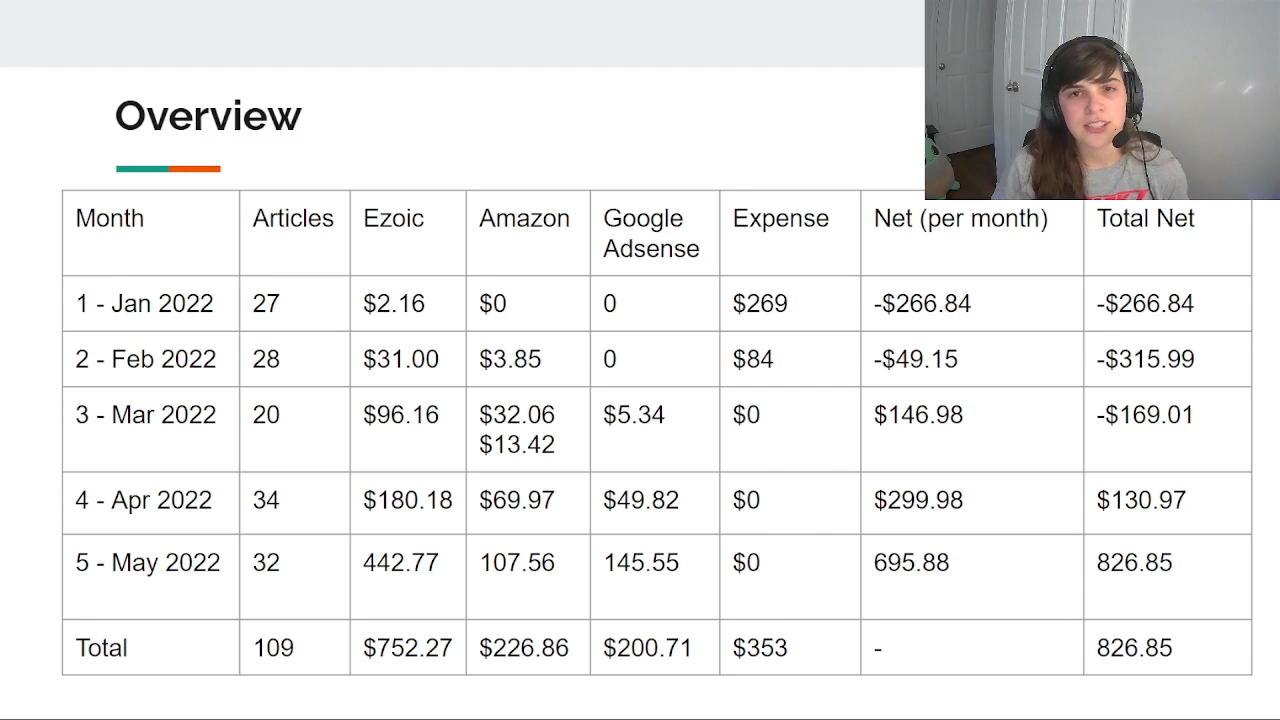 Overview
Month Articles Ezoic Amazon Google Adsense Expense Net (per month) Total Net
1 - Jan 2022 27 $2.16 $0 0 $269 -$266.84 -$266.84
2 - Feb 2022 28 $31.00 $3.85 0 $84 -$49.15 -$315.99
3 - Mar 2022 20 $96.16 $32.06 $13.42 $5.34 $0 $146.98 -$169.01
4 - Apr 2022 34 $180.18 $69.97 $49.82 $0 $299.98 $130.97
5 - May 2022 32 442.77 107.56 145.55 $0 695.88 826.85
Total 109 $752.27 $226.86 $200.71 $353 - 826.85